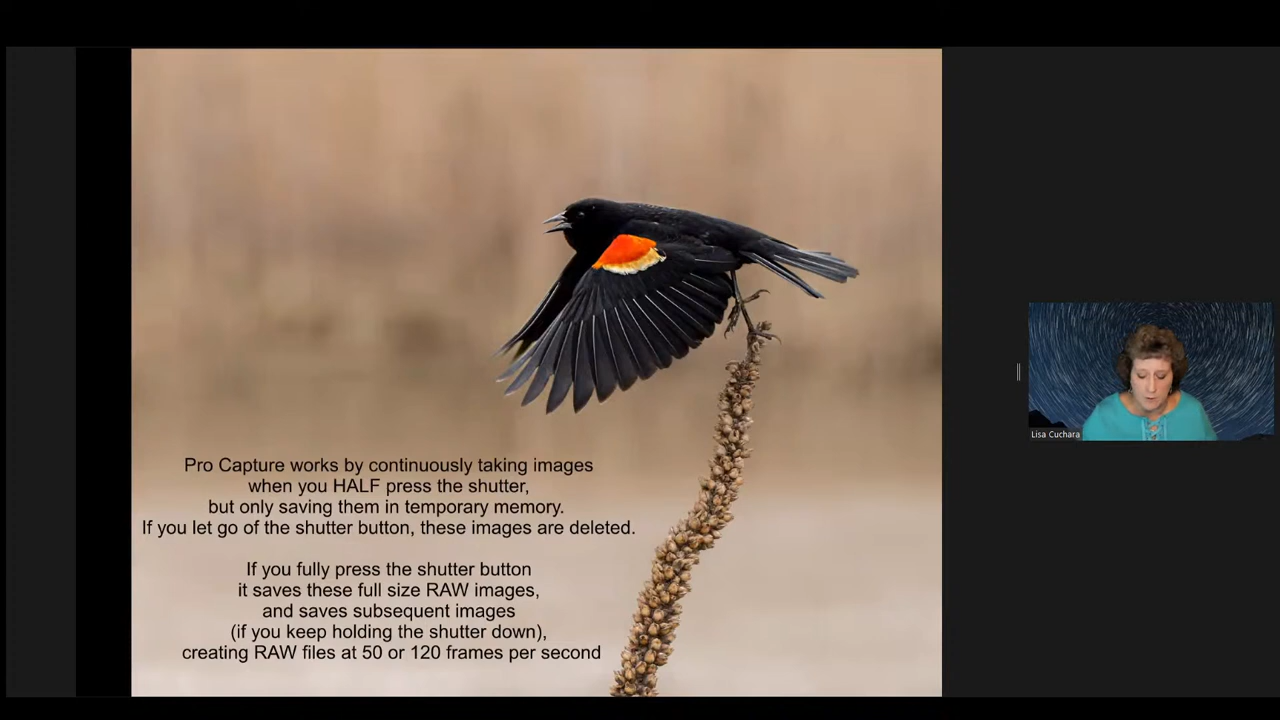 Pro Capture works by continuously taking images
when you HALF press the shutter,
but only saving them in temporary memory.
If you let go of the shutter button, these images are deleted.
If you fully press the shutter button
it saves these full size RAW images,
and saves subsequent images
(if you keep holding the shutter down),
creating RAW files at 50 or 120 frames per second
Lisa Cuchara